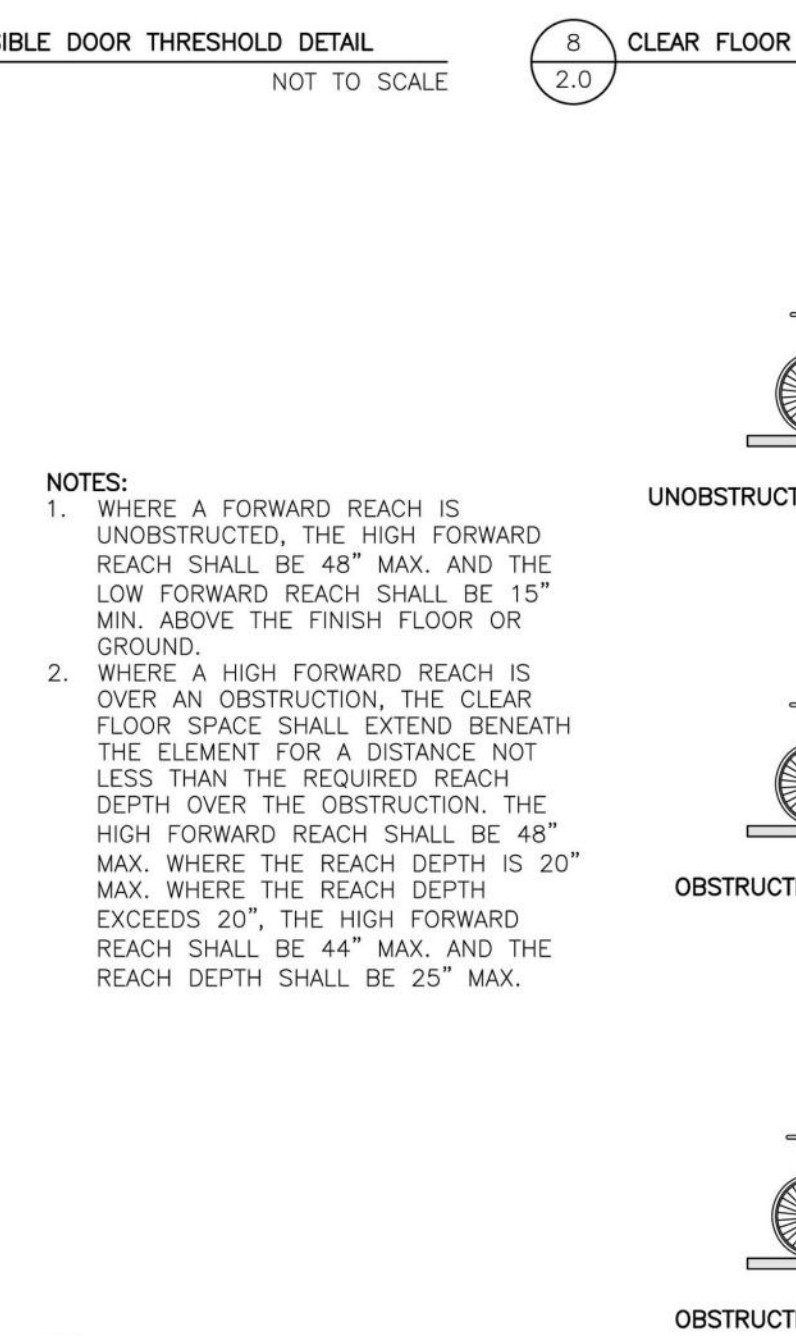 DOOR THRESHOLD DETAIL
NOT TO SCALE
8
2.0
CLEAR FLOOR
NOTES:
1. WHERE A FORWARD REACH IS
UNOBSTRUCTED, THE HIGH FORWARD
REACH SHALL BE 48" MAX. AND THE
LOW FORWARD REACH SHALL BE 15"
MIN. ABOVE THE FINISH FLOOR OR
GROUND.
2. WHERE A HIGH FORWARD REACH IS
OVER AN OBSTRUCTION, THE CLEAR
FLOOR SPACE SHALL EXTEND BENEATH
THE ELEMENT FOR A DISTANCE NOT
LESS THAN THE REQUIRED REACH
DEPTH OVER THE OBSTRUCTION. THE
HIGH FORWARD REACH SHALL BE 48"
MAX. WHERE THE REACH DEPTH IS 20"
MAX. WHERE THE REACH DEPTH
EXCEEDS 20", THE HIGH FORWARD
REACH SHALL BE 44" MAX. AND THE
REACH DEPTH SHALL BE 25" MAX.